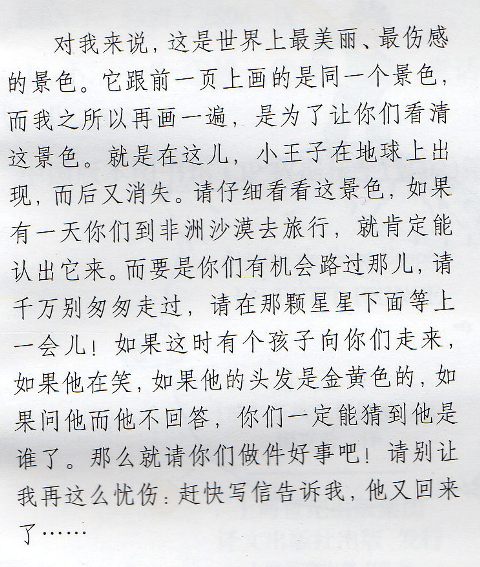 对我来说，这是世界上最美丽、最伤感
的景色。它跟前一页上画的是同一个景色，
而我之所以再画一遍，是为了让你们看清
这景色。就是在这儿，小王子在地球上出
现，而后又消失。请仔细看看这景色，如果
有一天你们到非洲沙漠去旅行，就肯定能
认出它来。而要是你们有机会路过那儿，请
千万别匆匆走过，请在那颗星星下面等上
一会儿！如果这时有个孩子向你们走来，
如果他在笑，如果他的头发是金黄色的，如
果问他而他不回答，你们一定能猜到他是
谁了。那么就请你们做件好事吧！请别让
我再这么忧伤：赶快写信告诉我，他又回来
了……